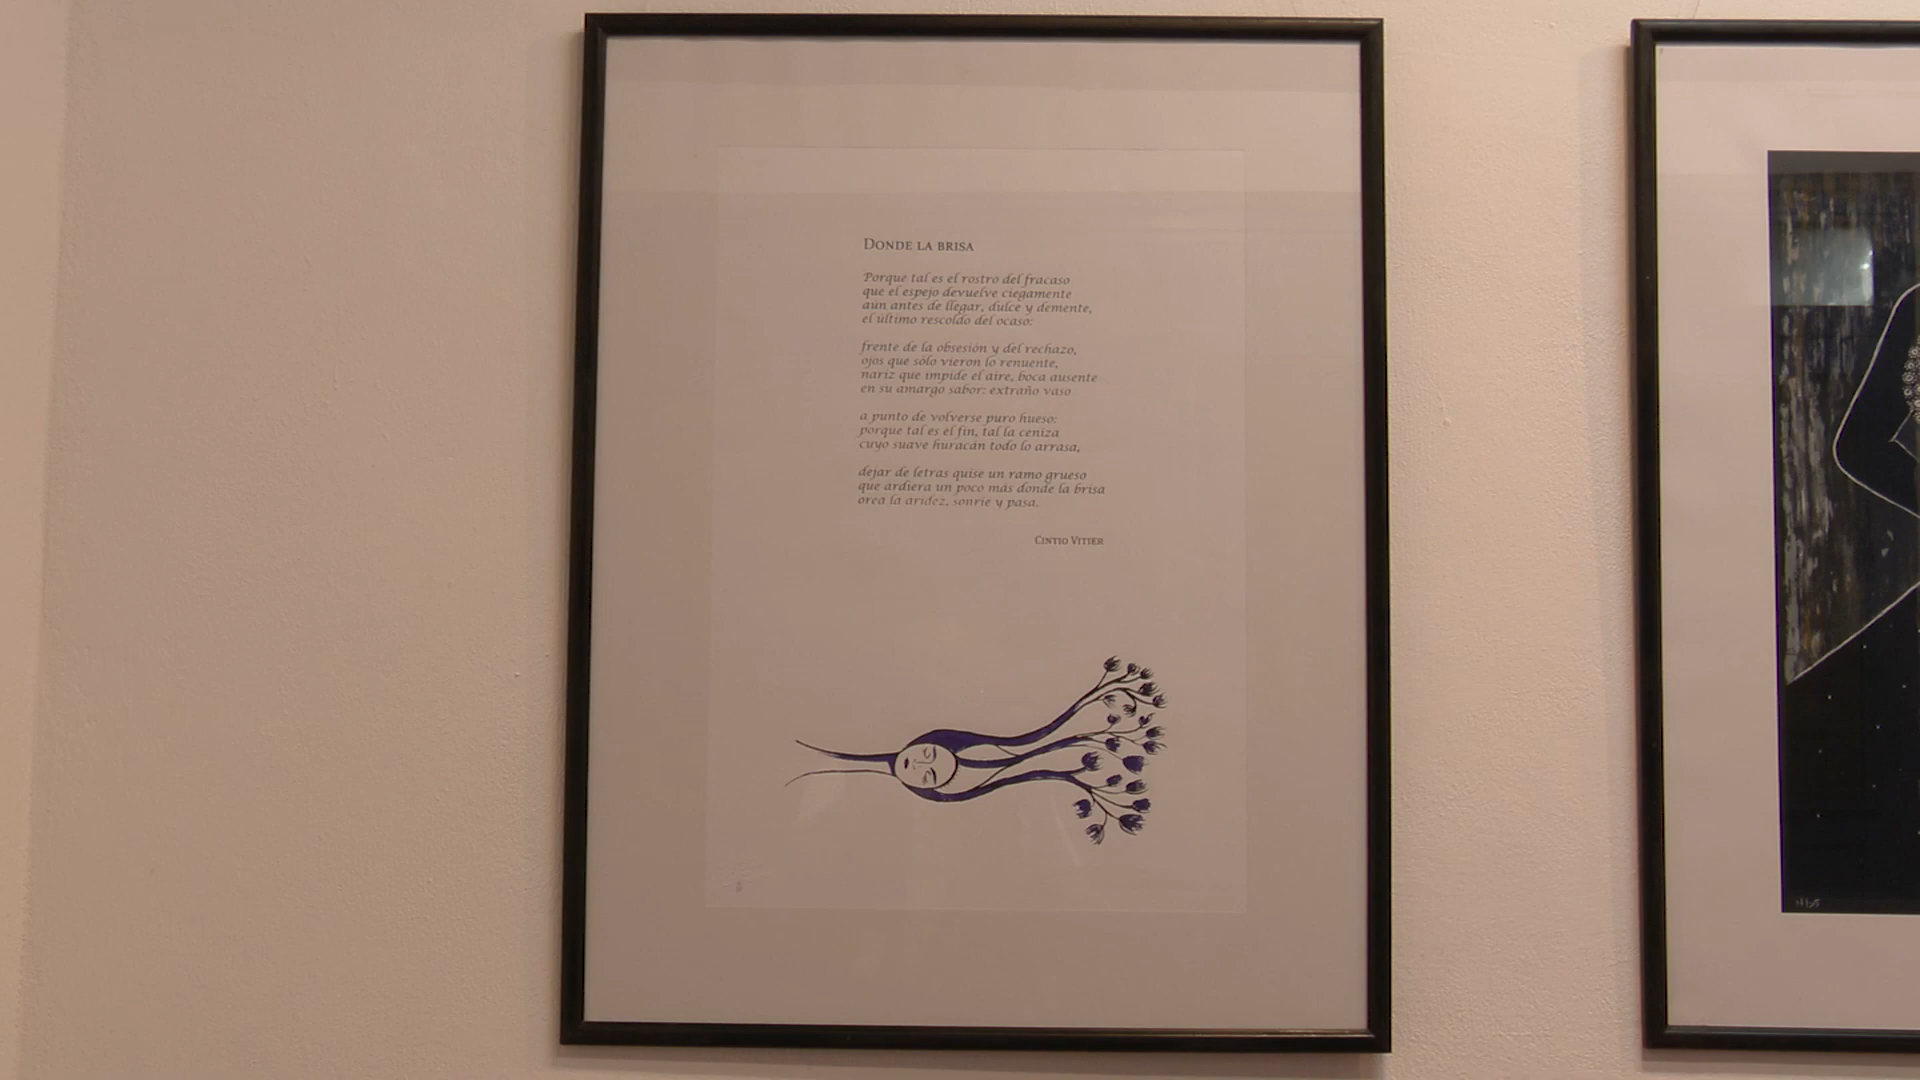 DONDE LA BRISA
Porque tal es el rostro del fracaso
que el espejo devuelve ciegamente
aún antes de llegar, dulce y demente,
el último rescoldo del ocaso:
frente de la obsesión y del rechazo,
ojos que sólo vieron lo renuente,
nariz que impide el aire, boca ausente
en su amargo sabor: extraño vaso
a punto de volverse puro hueso:
porque tal es el fin, tal la ceniza
cuyo suave huracán todo lo arrasa,
dejar de letras quise un ramo grueso
que ardiera un poco más donde la brisa
orea la aridez, sonríe y pasa.
CINTIO VITIER